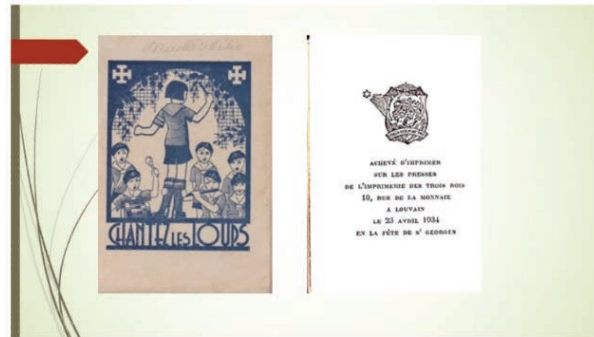 CHANTEZ LES TOURS
ACHEVÉ D'IMPRIMER
SUR LES PRESSES
DE L'IMPRIMERIE DES TROIS ROIS
10, RUE DE LA MONNAIE
A LOUVAIN
LE 23 AVRIL 1934
EN LA FÊTE DE St GEORGES